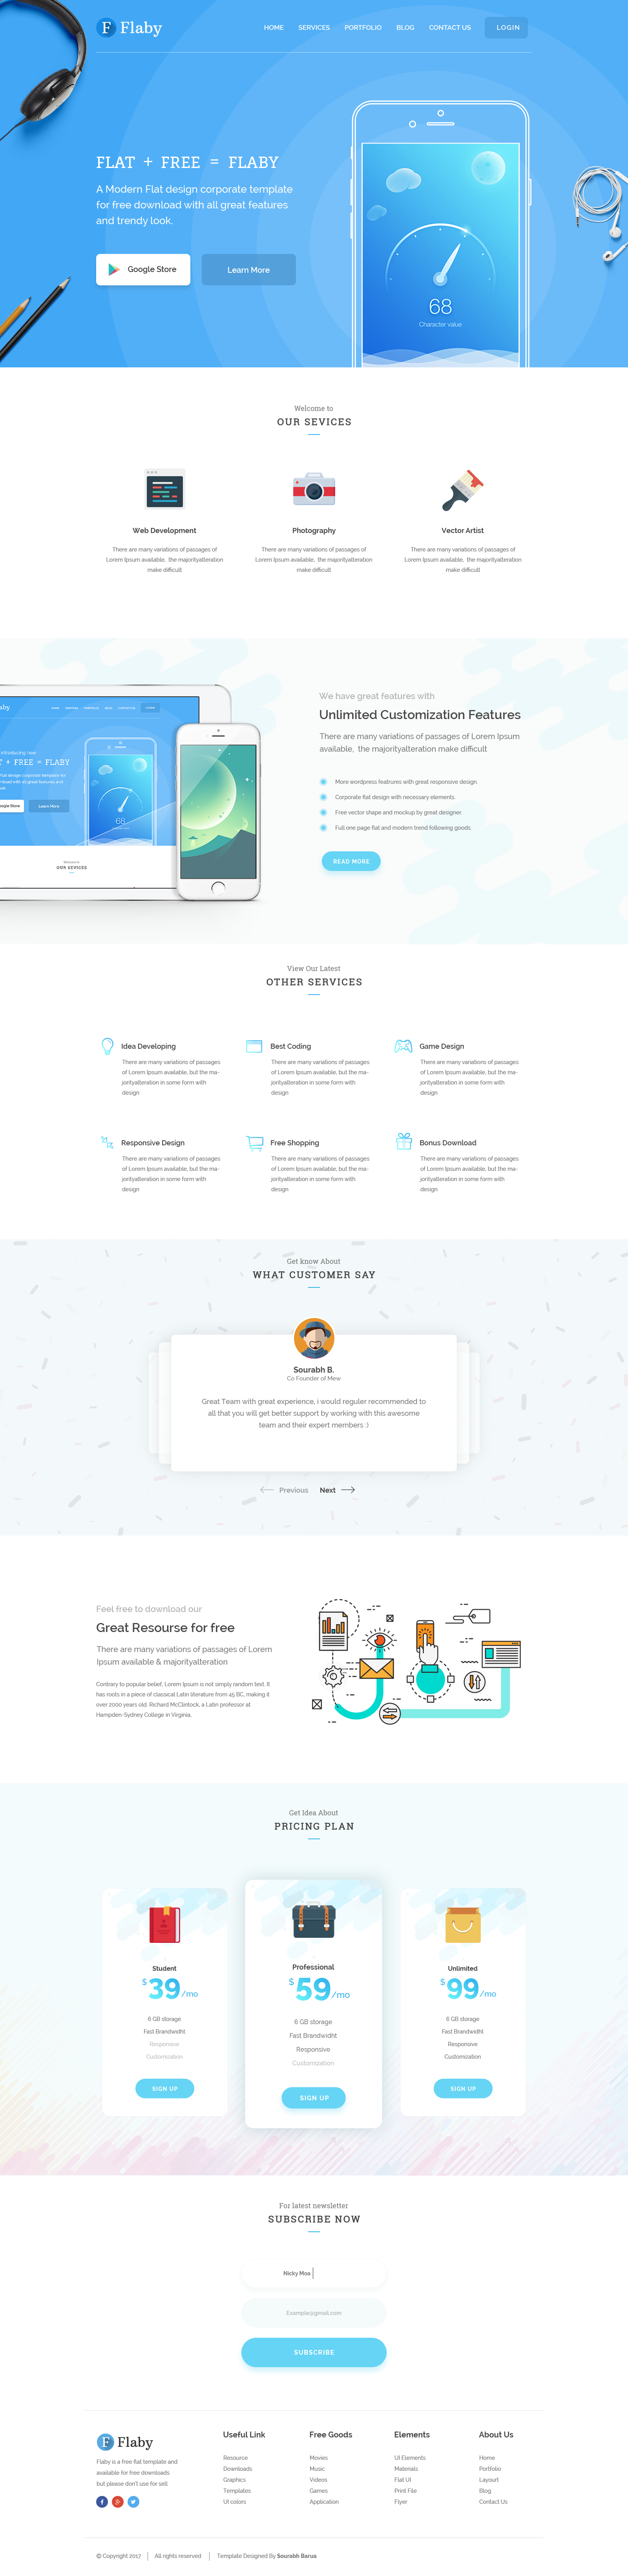 F Flaby
HOME SERVICES PORTFOLIO BLOG CONTACT US LOGIN
FLAT + FREE = FLABY
A Modern Flat design corporate template
for free download with all great features
and trendy look.
Google Store
Learn More
68
Character value
Welcome to
OUR SEVICES
Web Development
There are many variations of passages of
Lorem Ipsum available, the majorityalteration
make difficult
Photography
There are many variations of passages of
Lorem Ipsum available, the majorityalteration
make difficult
Vector Artist
There are many variations of passages of
Lorem Ipsum available, the majorityalteration
make difficult
We have great features with
Unlimited Customization Features
There are many variations of passages of Lorem Ipsum
available, the majorityalteration make difficult
More wordpress featrures with great responsive design.
Corporate flat design with necessary elements.
Free vector shape and mockup by great designer.
Full one page flat and modern trend following goods.
READ MORE
View Our Latest
OTHER SERVICES
Idea Developing
There are many variations of passages
of Lorem Ipsum available, but the ma-
jorityalteration in some form with
design
Best Coding
There are many variations of passages
of Lorem Ipsum available, but the ma-
jorityalteration in some form with
design
Game Design
There are many variations of passages
of Lorem Ipsum available, but the ma-
jorityalteration in some form with
design
Responsive Design
There are many variations of passages
of Lorem Ipsum available, but the ma-
jorityalteration in some form with
design
Free Shopping
There are many variations of passages
of Lorem Ipsum available, but the ma-
jorityalteration in some form with
design
Bonus Download
There are many variations of passages
of Lorem Ipsum available, but the ma-
jorityalteration in some form with
design
Get know About
WHAT CUSTOMER SAY
Sourabh B.
Co Founder of Mew
Great Team with great experience, i would reguler recommended to
all that you will get better support by working with this awesome
team and their expert members :)
Previous Next
Feel free to download our
Great Resourse for free
There are many variations of passages of Lorem
Ipsum available & majorityalteration
Contrary to popular belief, Lorem Ipsum is not simply random text. It
has roots in a piece of classical Latin literature from 45 BC, making it
over 2000 years old. Richard McClintock, a Latin professor at
Hampden-Sydney College in Virginia,
Get Idea About
PRICING PLAN
Student
$39/mo
6 GB storage
Fast Brandwidht
Responsive
Customization
SIGN UP
Professional
$59/mo
6 GB storage
Fast Brandwidht
Responsive
Customization
SIGN UP
Unlimited
$99/mo
6 GB storage
Fast Brandwidht
Responsive
Customization
SIGN UP
For latest newsletter
SUBSCRIBE NOW
Nicky Moo
Example@gmail.com
SUBSCRIBE
F Flaby
Flaby is a free flat template and
available for free downloads
but please don't use for sell
Useful Link
Resource
Downloads
Graphics
Templates
UI colors
Free Goods
Movies
Music
Videos
Games
Application
Elements
UI Elements
Materials
Flat UI
Print File
Flyer
About Us
Home
Portfolio
Layourt
Blog
Contact Us
© Copyright 2017 | All rights reserved | Template Designed By Sourabh Barua